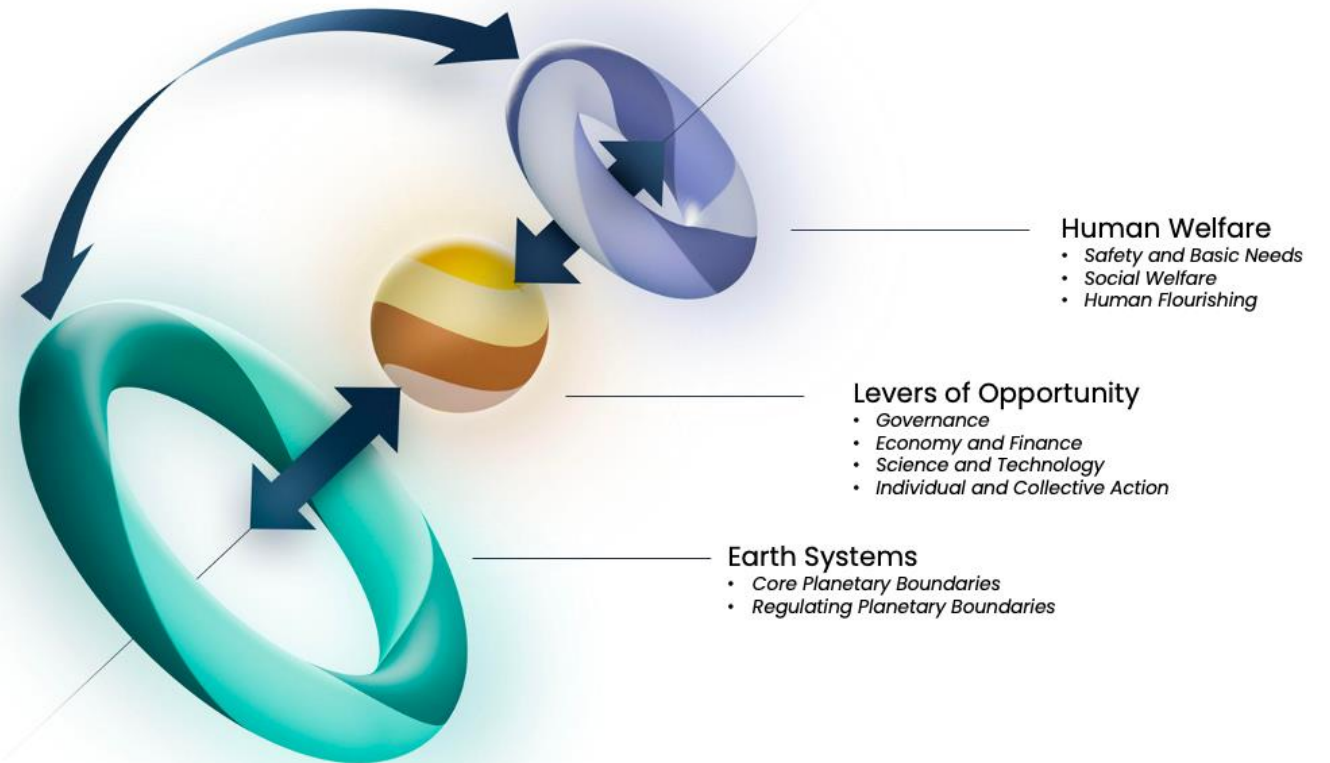 Human Welfare
• Safety and Basic Needs
• Social Welfare
• Human Flourishing
Levers of Opportunity
• Governance
• Economy and Finance
• Science and Technology
• Individual and Collective Action
Earth Systems
• Core Planetary Boundaries
• Regulating Planetary Boundaries